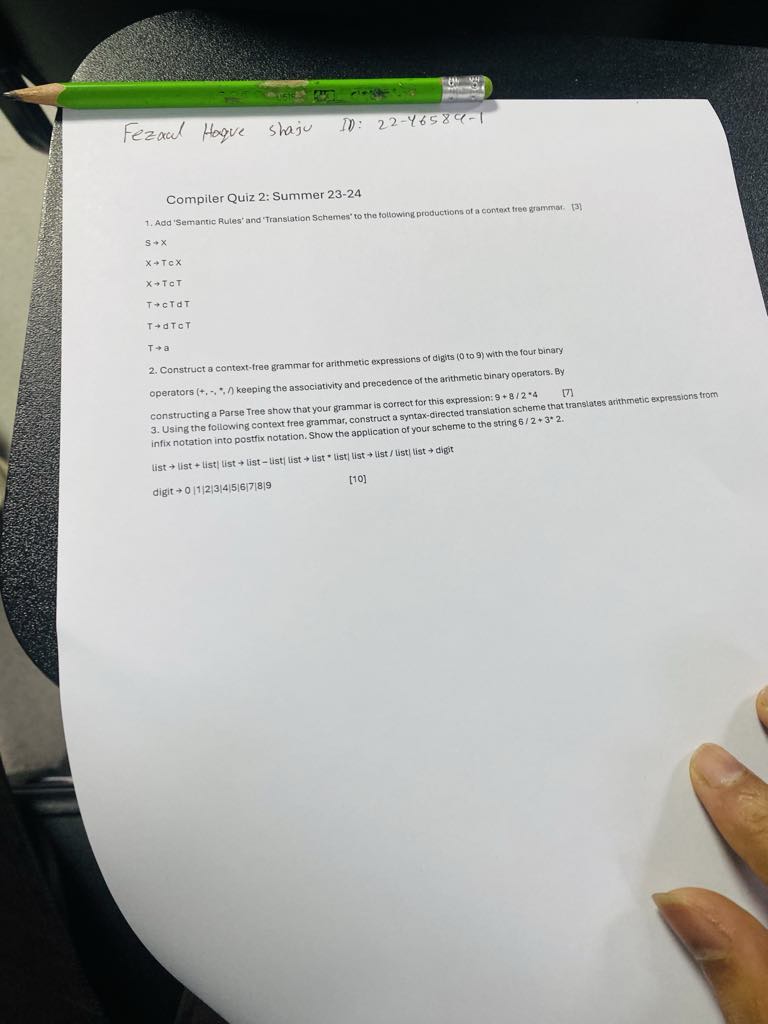 Fezaul Hoque Shaju ID: 22-46584-1
Compiler Quiz 2: Summer 23-24
1. Add ‘Semantic Rules’ and ‘Translation Schemes’ to the following productions of a context free grammar. [3]
S → X
X → T c X
X → T c T
T → c T d T
T → d T c T
T → a
2. Construct a context-free grammar for arithmetic expressions of digits (0 to 9) with the four binary
operators (+, -, *, /) keeping the associativity and precedence of the arithmetic binary operators. By
constructing a Parse Tree show that your grammar is correct for this expression: 9 + 8 / 2 *4 [7]
3. Using the following context free grammar, construct a syntax-directed translation scheme that translates arithmetic expressions from
infix notation into postfix notation. Show the application of your scheme to the string 6 / 2 + 3* 2.
list → list + list| list → list – list| list → list * list| list → list / list| list → digit
digit → 0 |1|2|3|4|5|6|7|8|9 [10]